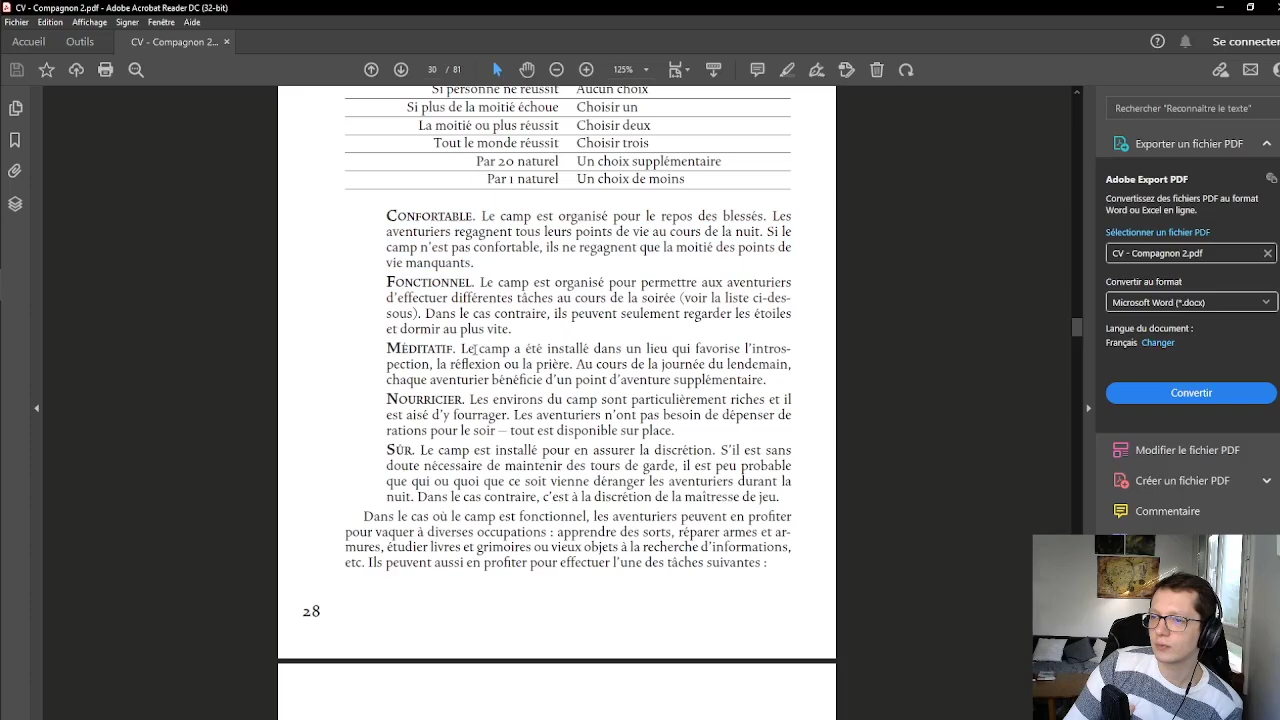 CV - Compagnon 2.pdf - Adobe Acrobat Reader DC (32-bit)
Fichier Edition Affichage Signature Fenêtre Aide
Accueil Outils CV - Compagnon 2... × Se connecter
30 / 81 125%
Si personne ne réussit Aucun choix
Si plus de la moitié échoue Choisir un
La moitié ou plus réussit Choisir deux
Tout le monde réussit Choisir trois
Par 20 naturel Un choix supplémentaire
Par 1 naturel Un choix de moins
Confortable. Le camp est organisé pour le repos des blessés. Les
aventuriers regagnent tous leurs points de vie au cours de la nuit. Si le
camp n'est pas confortable, ils ne regagnent que la moitié des points de
vie manquants.
Fonctionnel. Le camp est organisé pour permettre aux aventuriers
d'effectuer différentes tâches au cours de la soirée (voir la liste ci-des-
sous). Dans le cas contraire, ils peuvent seulement regarder les étoiles
et dormir au plus vite.
Méditatif. Le camp a été installé dans un lieu qui favorise l'intros-
pection, la réflexion ou la prière. Au cours de la journée du lendemain,
chaque aventurier bénéficie d'un point d'aventure supplémentaire.
Nourricier. Les environs du camp sont particulièrement riches et il
est aisé d'y fourrager. Les aventuriers n'ont pas besoin de dépenser de
rations pour le soir – tout est disponible sur place.
Sûr. Le camp est installé pour en assurer la discrétion. S'il est sans
doute nécessaire de maintenir des tours de garde, il est peu probable
que qui ou quoi que ce soit vienne déranger les aventuriers durant la
nuit. Dans le cas contraire, c'est à la discrétion de la maîtresse de jeu.
Dans le cas où le camp est fonctionnel, les aventuriers peuvent en profiter
pour vaquer à diverses occupations : apprendre des sorts, réparer armes et ar-
mures, étudier livres et grimoires ou vieux objets à la recherche d'informations,
etc. Ils peuvent aussi en profiter pour effectuer l'une des tâches suivantes :
28
Rechercher "Reconnaître le texte"
Exporter un fichier PDF
Adobe Export PDF
Convertissez des fichiers PDF au format
Word ou Excel en ligne.
Sélectionner un fichier PDF
CV - Compagnon 2.pdf ×
Convertir au format
Microsoft Word (*.docx)
Langue du document :
Français Changer
Convertir
Modifier le fichier PDF
Créer un fichier PDF
Commentaire